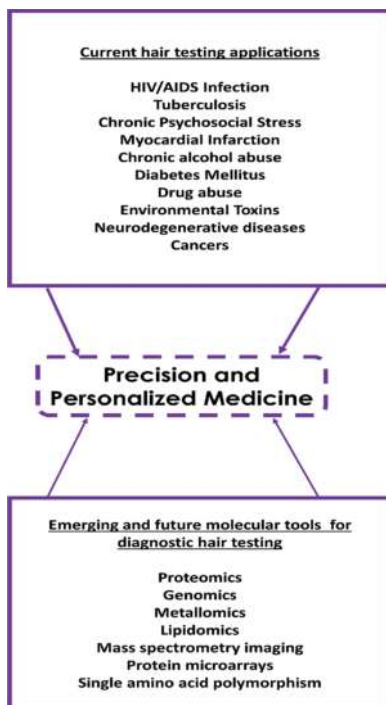 Current hair testing applications
HIV/AIDS Infection
Tuberculosis
Chronic Psychosocial Stress
Myocardial Infarction
Chronic alcohol abuse
Diabetes Mellitus
Drug abuse
Environmental Toxins
Neurodegenerative diseases
Cancers
Precision and
Personalized Medicine
Emerging and future molecular tools for
diagnostic hair testing
Proteomics
Genomics
Metallomics
Lipidomics
Mass spectrometry imaging
Protein microarrays
Single amino acid polymorphism